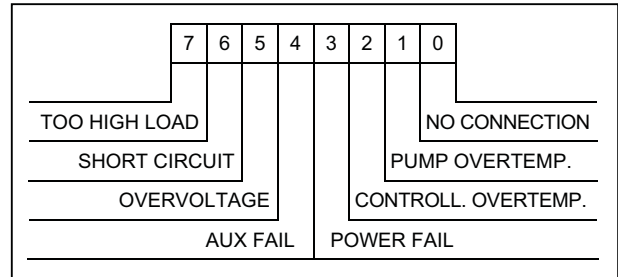 7 6 5 4 3 2 1 0
TOO HIGH LOAD NO CONNECTION
SHORT CIRCUIT PUMP OVERTEMP.
OVERVOLTAGE CONTROLL. OVERTEMP.
AUX FAIL POWER FAIL